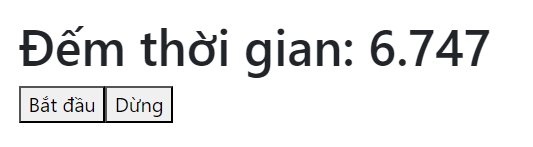 Đếm thời gian: 6.747
Bắt đầu Dừng